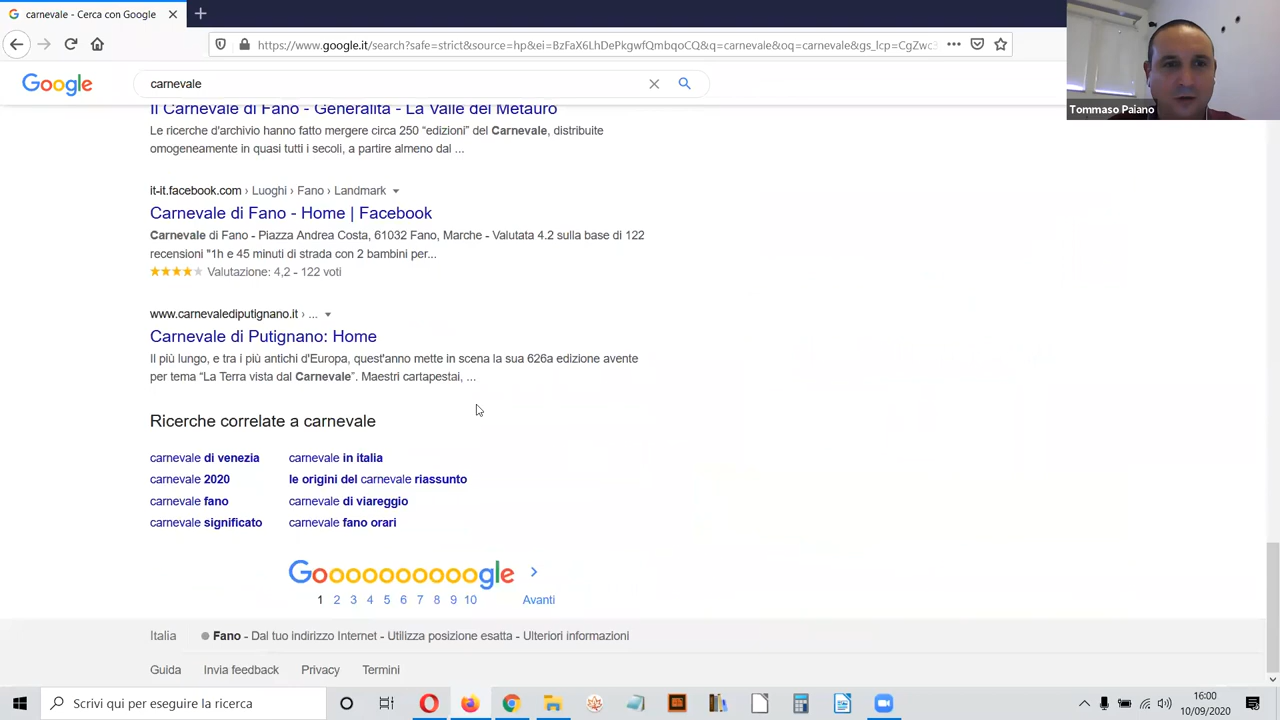 carnevale - Cerca con Google
https://www.google.it/search?safe=strict&source=hp&ei=BzFaX6LhDePkgwfQmbqoCQ&q=carnevale&oq=carnevale&gs_lcp=CgZwc
Tommaso Paiano
Google
carnevale
Il Carnevale di Fano - Generalità - La Valle del Metauro
Le ricerche d'archivio hanno fatto mergere circa 250 “edizioni” del Carnevale, distribuite
omogeneamente in quasi tutti i secoli, a partire almeno dal ...
it-it.facebook.com › Luoghi › Fano › Landmark
Carnevale di Fano - Home | Facebook
Carnevale di Fano - Piazza Andrea Costa, 61032 Fano, Marche - Valutata 4.2 sulla base di 122
recensioni "1h e 45 minuti di strada con 2 bambini per...
Valutazione: 4,2 - 122 voti
www.carnevalediputignano.it › ...
Carnevale di Putignano: Home
Il più lungo, e tra i più antichi d'Europa, quest'anno mette in scena la sua 626a edizione avente
per tema “La Terra vista dal Carnevale”. Maestri cartapestai, ...
Ricerche correlate a carnevale
carnevale di venezia
carnevale in italia
carnevale 2020
le origini del carnevale riassunto
carnevale fano
carnevale di viareggio
carnevale significato
carnevale fano orari
Goooooooooogle
1 2 3 4 5 6 7 8 9 10 Avanti
Italia
Fano - Dal tuo indirizzo Internet - Utilizza posizione esatta - Ulteriori informazioni
Guida Invia feedback Privacy Termini
Scrivi qui per eseguire la ricerca
16:00
10/09/2020